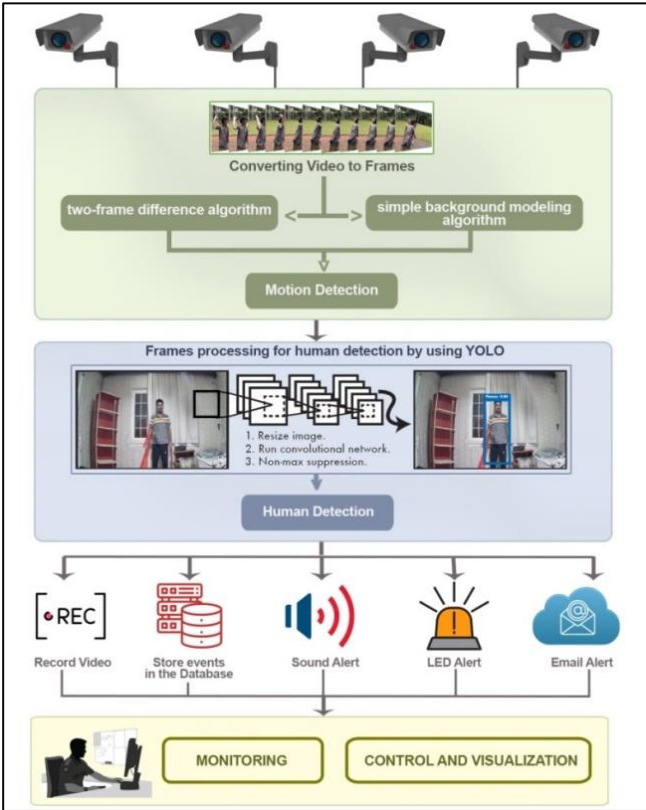 Converting Video to Frames
two-frame difference algorithm
simple background modeling
algorithm
Motion Detection
Frames processing for human detection by using YOLO
1. Resize image.
2. Run convolutional network.
3. Non-max suppression.
Human Detection
REC
Record Video
Store events
in the Database
Sound Alert
LED Alert
Email Alert
MONITORING
CONTROL AND VISUALIZATION